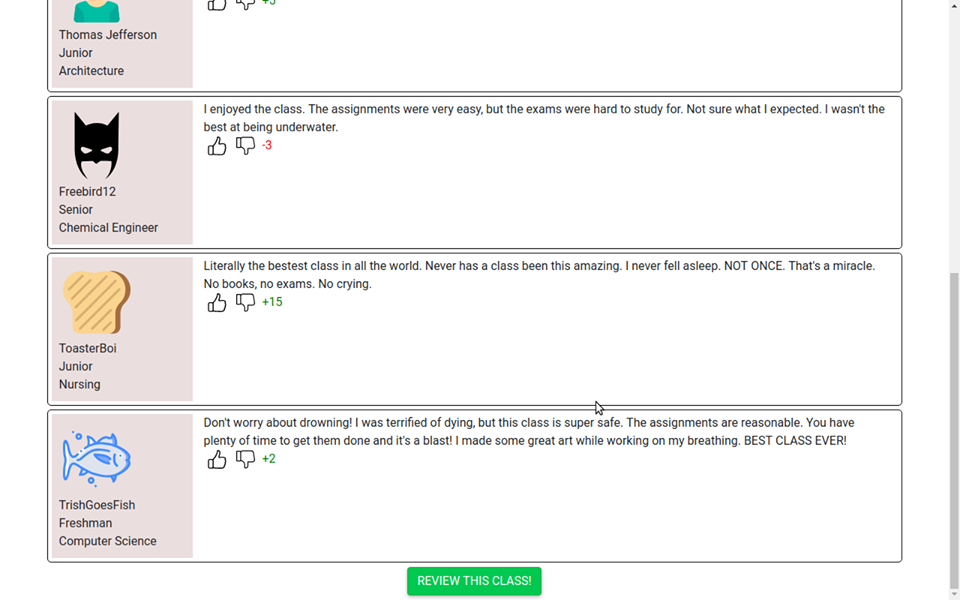 +5
Thomas Jefferson
Junior
Architecture
I enjoyed the class. The assignments were very easy, but the exams were hard to study for. Not sure what I expected. I wasn't the
best at being underwater.
-3
Freebird12
Senior
Chemical Engineer
Literally the bestest class in all the world. Never has a class been this amazing. I never fell asleep. NOT ONCE. That's a miracle.
No books, no exams. No crying.
+15
ToasterBoi
Junior
Nursing
Don't worry about drowning! I was terrified of dying, but this class is super safe. The assignments are reasonable. You have
plenty of time to get them done and it's a blast! I made some great art while working on my breathing. BEST CLASS EVER!
+2
TrishGoesFish
Freshman
Computer Science
REVIEW THIS CLASS!